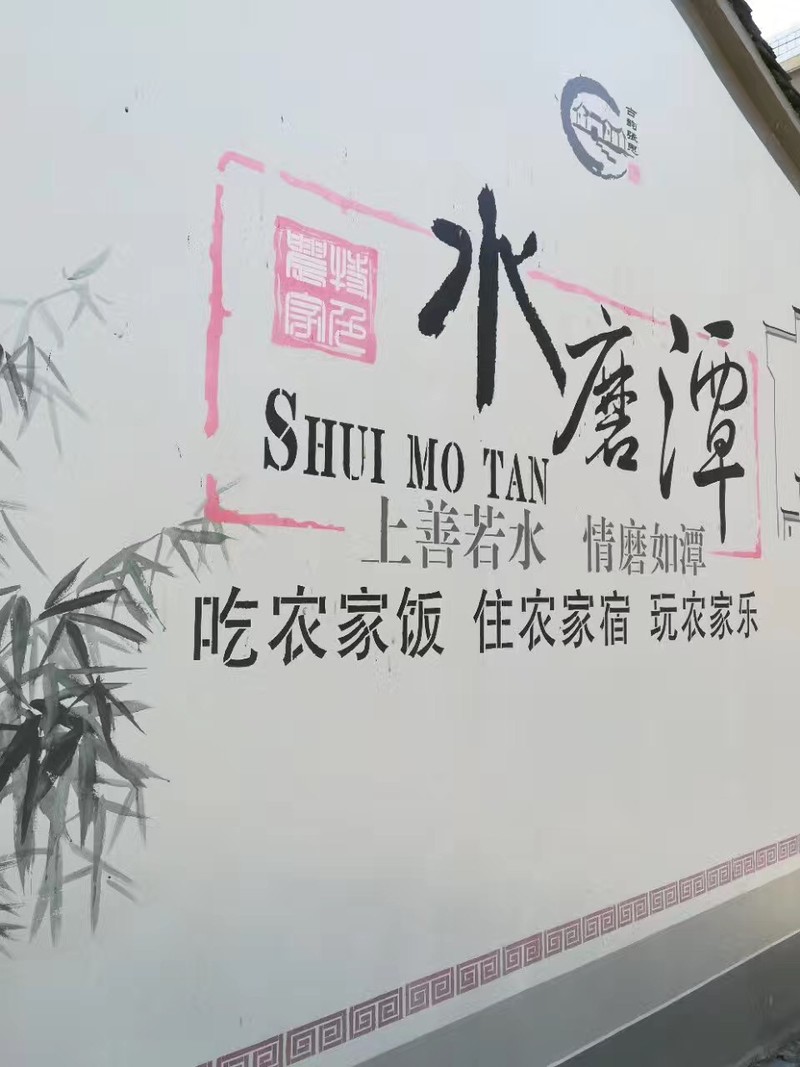 特色
農家
水磨潭
SHUI MO TAN
上善若水 情磨如潭
吃农家饭 住农家宿 玩农家乐